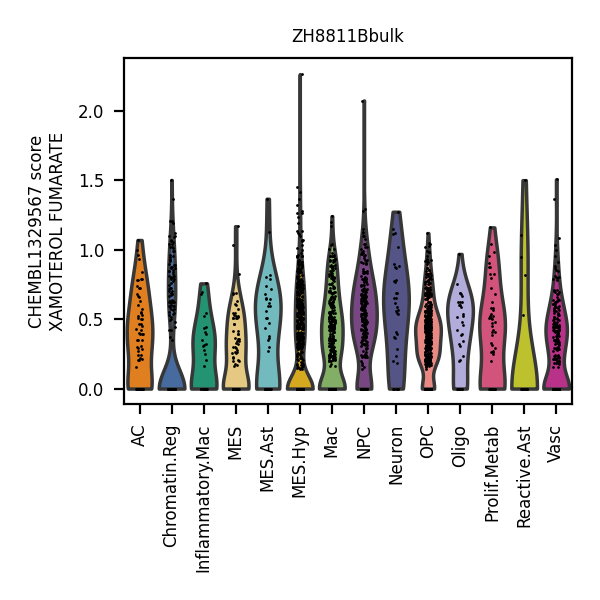 ZH8811Bbulk
CHEMBL1329567 score
XAMOTEROL FUMARATE
2.0
1.5
1.0
0.5
0.0
AC
Chromatin.Reg
Inflammatory.Mac
MES
MES.Ast
MES.Hyp
Mac
NPC
Neuron
OPC
Oligo
Prolif.Metab
Reactive.Ast
Vasc